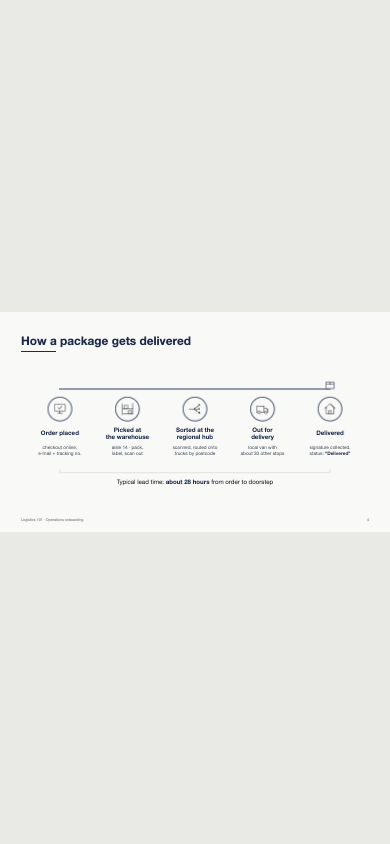 How a package gets delivered
Order placed
checkout smiles,
e-mail + tracking no.
Picked at
the warehouse
aisle 14 · pack,
label, scan out
Sorted at the
regional hub
scanned, routed onto
trucks by postcode
Out for
delivery
local van with
about 30 other stops
Delivered
signature collected,
status: "Delivered"
Typical lead time: about 28 hours from order to doorstep
Logistics 101 · Operations onboarding